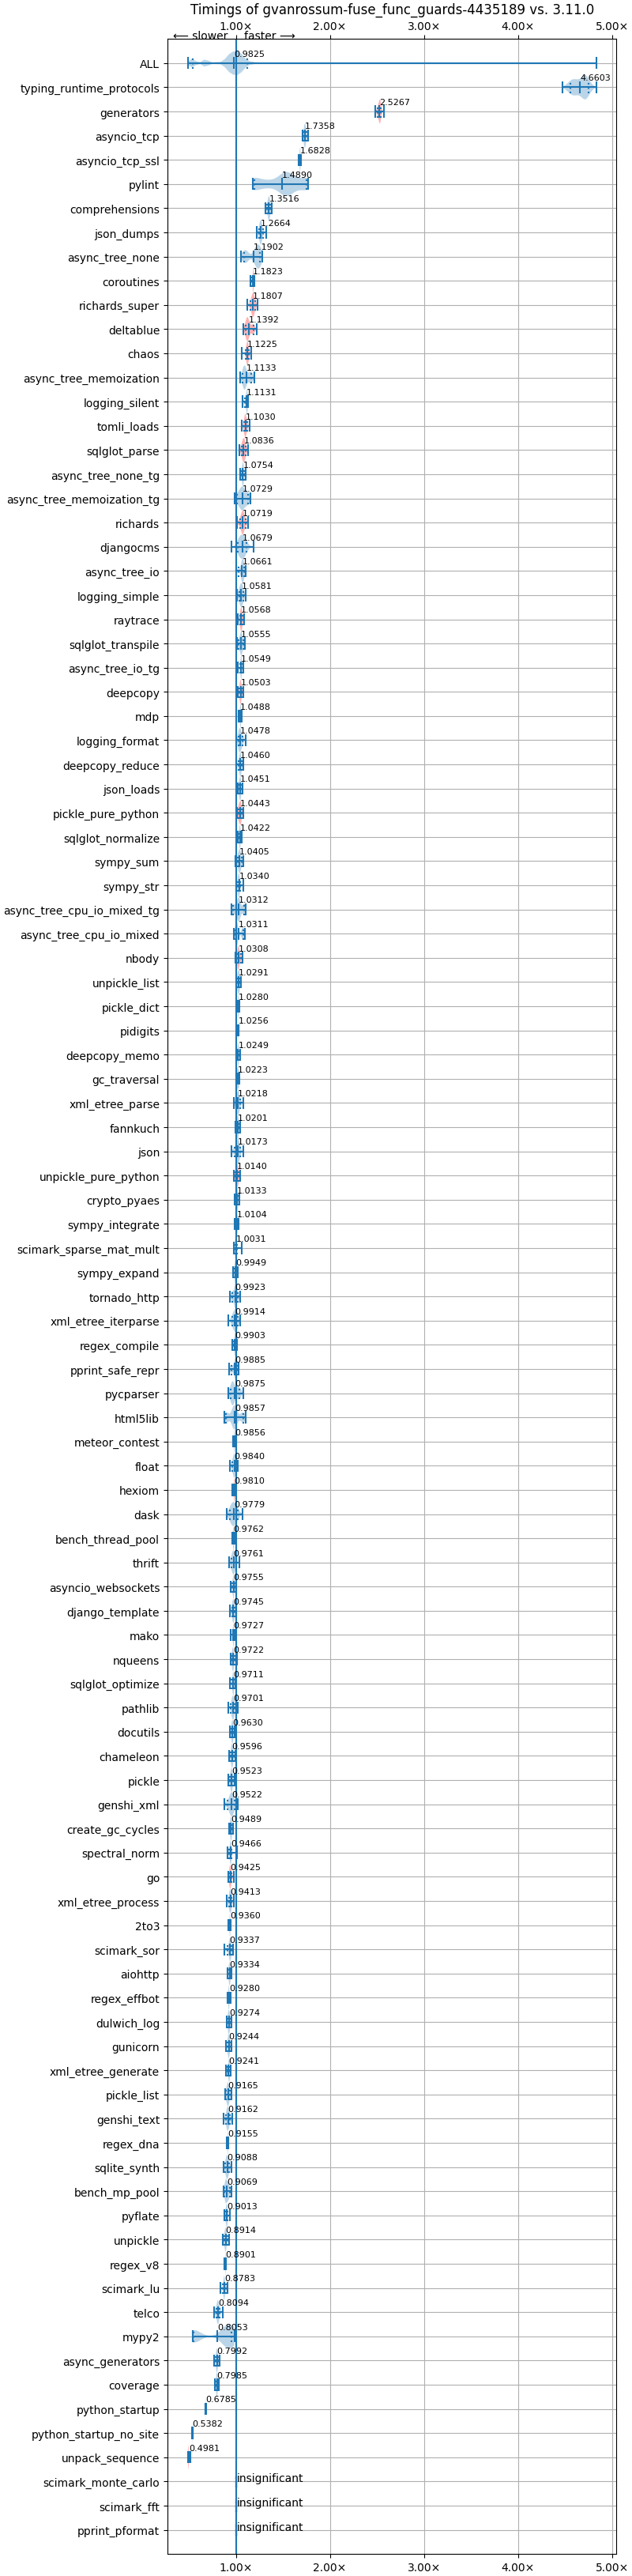 Timings of gvanrossum-fuse_func_guards-4435189 vs. 3.11.0
1.00× 2.00× 3.00× 4.00× 5.00×
⟵ slower faster ⟶
ALL 0.9825
typing_runtime_protocols 4.6603
generators 2.5267
asyncio_tcp 1.7358
asyncio_tcp_ssl 1.6828
pylint 1.4890
comprehensions 1.3516
json_dumps 1.2664
async_tree_none 1.1902
coroutines 1.1823
richards_super 1.1807
deltablue 1.1392
chaos 1.1225
async_tree_memoization 1.1133
logging_silent 1.1131
tomli_loads 1.1030
sqlglot_parse 1.0836
async_tree_none_tg 1.0754
async_tree_memoization_tg 1.0729
richards 1.0719
djangocms 1.0679
async_tree_io 1.0661
logging_simple 1.0581
raytrace 1.0568
sqlglot_transpile 1.0555
async_tree_io_tg 1.0549
deepcopy 1.0503
mdp 1.0488
logging_format 1.0478
deepcopy_reduce 1.0460
json_loads 1.0451
pickle_pure_python 1.0443
sqlglot_normalize 1.0422
sympy_sum 1.0405
sympy_str 1.0340
async_tree_cpu_io_mixed_tg 1.0312
async_tree_cpu_io_mixed 1.0311
nbody 1.0308
unpickle_list 1.0291
pickle_dict 1.0280
pidigits 1.0256
deepcopy_memo 1.0249
gc_traversal 1.0223
xml_etree_parse 1.0218
fannkuch 1.0201
json 1.0173
unpickle_pure_python 1.0140
crypto_pyaes 1.0133
sympy_integrate 1.0104
scimark_sparse_mat_mult 1.0031
sympy_expand 0.9949
tornado_http 0.9923
xml_etree_iterparse 0.9914
regex_compile 0.9903
pprint_safe_repr 0.9885
pycparser 0.9875
html5lib 0.9857
meteor_contest 0.9856
float 0.9840
hexiom 0.9810
dask 0.9779
bench_thread_pool 0.9762
thrift 0.9761
asyncio_websockets 0.9755
django_template 0.9745
mako 0.9727
nqueens 0.9722
sqlglot_optimize 0.9711
pathlib 0.9701
docutils 0.9630
chameleon 0.9596
pickle 0.9523
genshi_xml 0.9522
create_gc_cycles 0.9489
spectral_norm 0.9466
go 0.9425
xml_etree_process 0.9413
2to3 0.9360
scimark_sor 0.9337
aiohttp 0.9334
regex_effbot 0.9280
dulwich_log 0.9274
gunicorn 0.9244
xml_etree_generate 0.9241
pickle_list 0.9165
genshi_text 0.9162
regex_dna 0.9155
sqlite_synth 0.9088
bench_mp_pool 0.9069
pyflate 0.9013
unpickle 0.8914
regex_v8 0.8901
scimark_lu 0.8783
telco 0.8094
mypy2 0.8053
async_generators 0.7992
coverage 0.7985
python_startup 0.6785
python_startup_no_site 0.5382
unpack_sequence 0.4981
scimark_monte_carlo insignificant
scimark_fft insignificant
pprint_pformat insignificant
1.00× 2.00× 3.00× 4.00× 5.00×